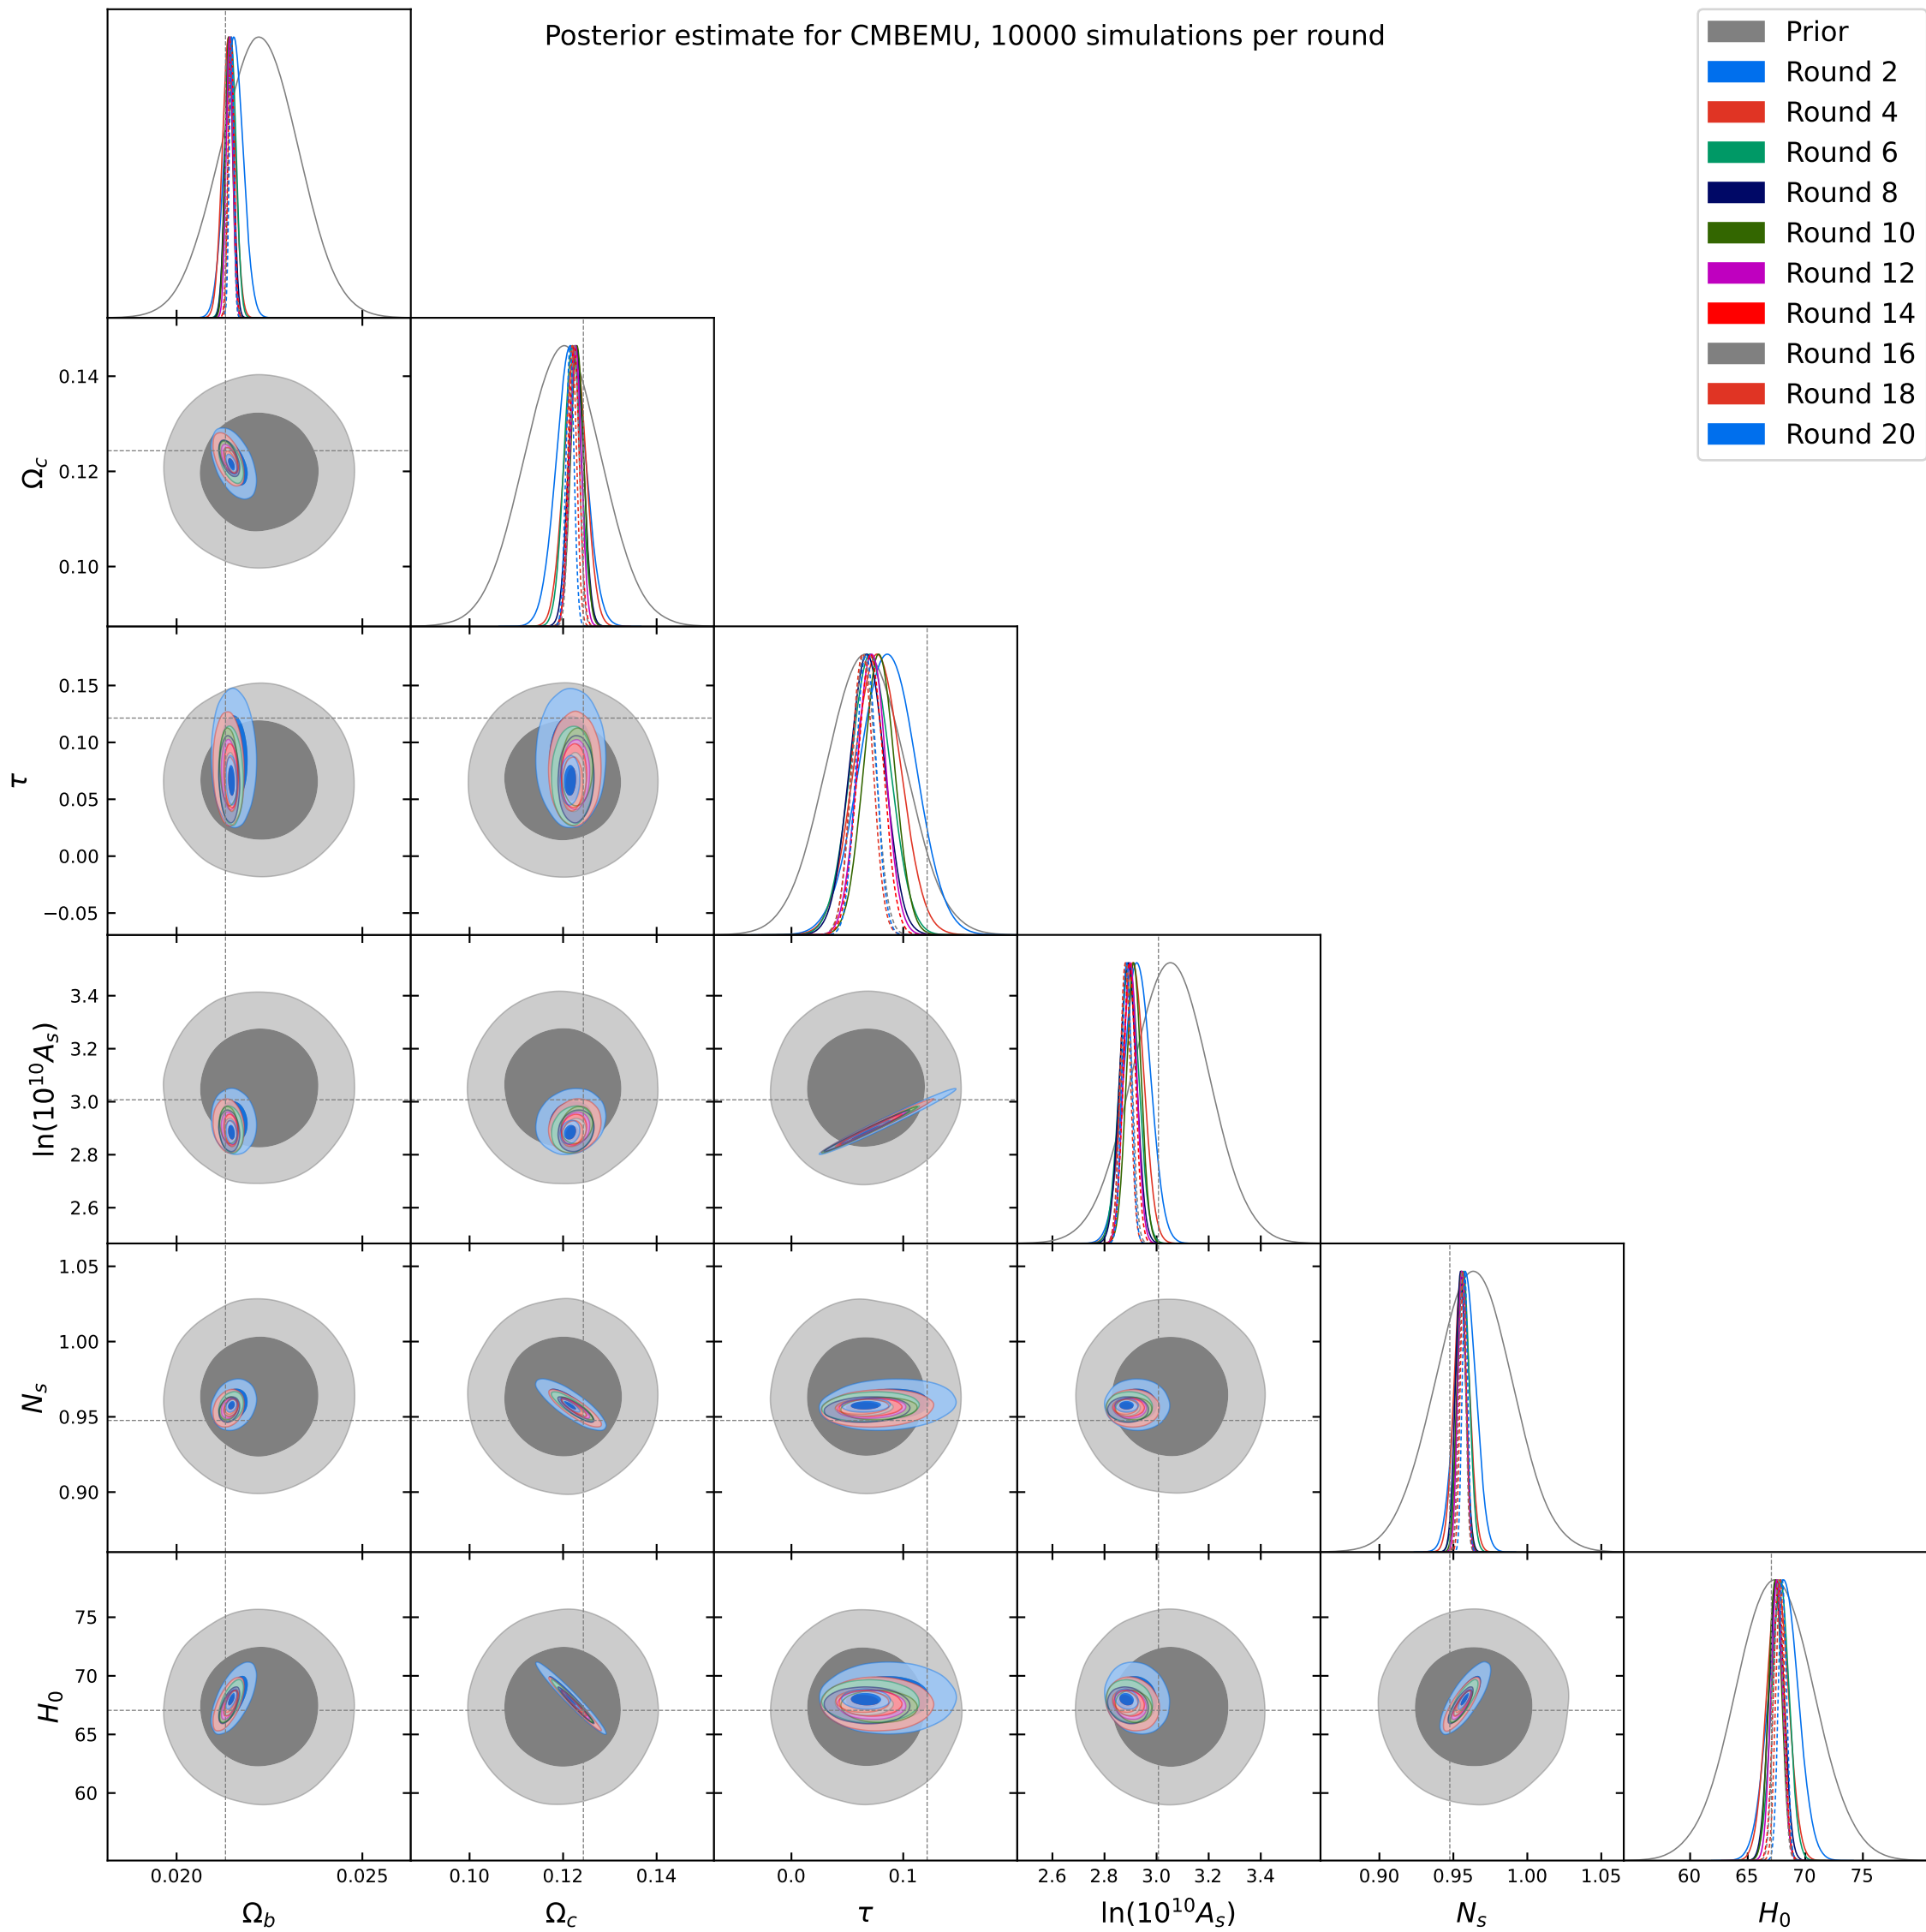 Posterior estimate for CMBEMU, 10000 simulations per round
Prior
Round 2
Round 4
Round 6
Round 8
Round 10
Round 12
Round 14
Round 16
Round 18
Round 20
0.14
0.12
0.10
Ω_c
0.15
0.10
0.05
0.00
−0.05
τ
3.4
3.2
3.0
2.8
2.6
ln(10^{10}A_s)
1.05
1.00
0.95
0.90
N_s
75
70
65
60
H_0
0.020 0.025 0.10 0.12 0.14 0.0 0.1 2.6 2.8 3.0 3.2 3.4 0.90 0.95 1.00 1.05 60 65 70 75
Ω_b Ω_c τ ln(10^{10}A_s) N_s H_0